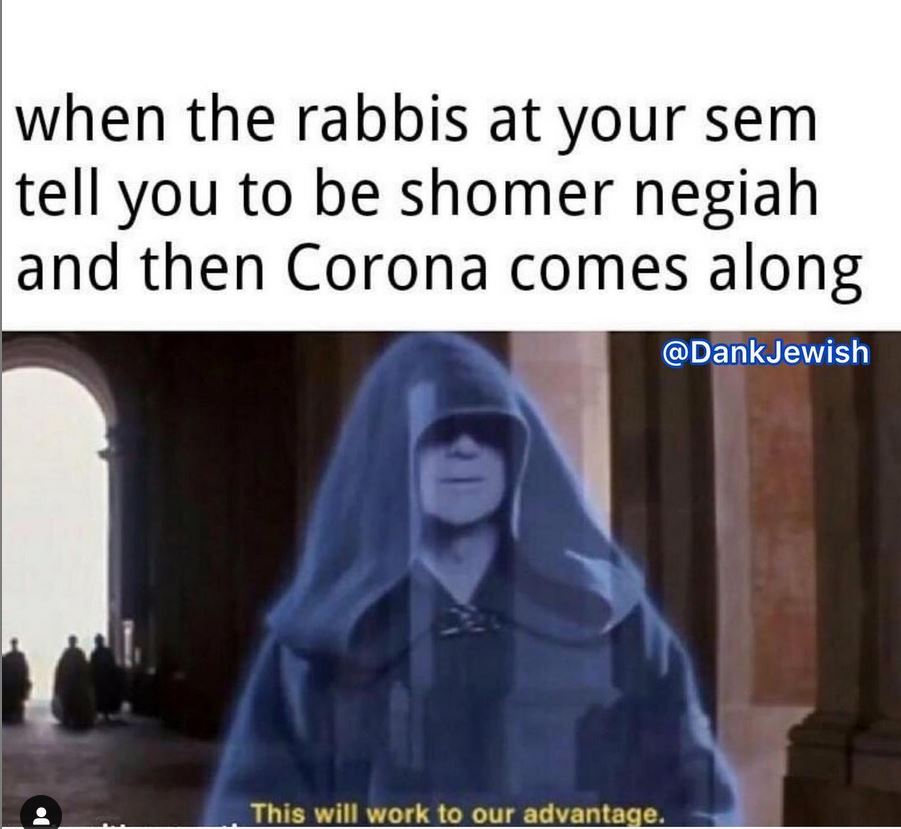 when the rabbis at your sem
tell you to be shomer negiah
and then Corona comes along
@DankJewish
This will work to our advantage.